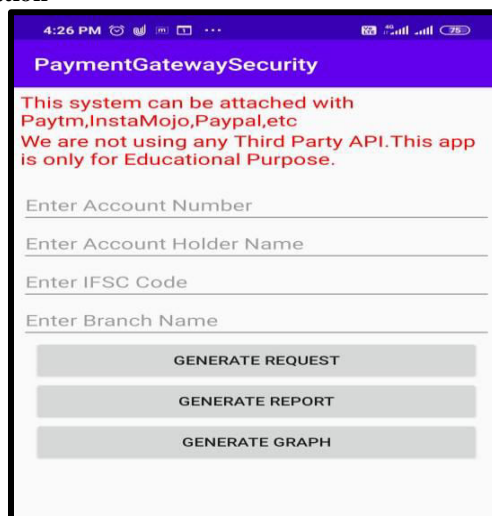 4:26 PM
75
PaymentGatewaySecurity
This system can be attached with
Paytm,InstaMojo,Paypal,etc
We are not using any Third Party API.This app
is only for Educational Purpose.
Enter Account Number
Enter Account Holder Name
Enter IFSC Code
Enter Branch Name
GENERATE REQUEST
GENERATE REPORT
GENERATE GRAPH